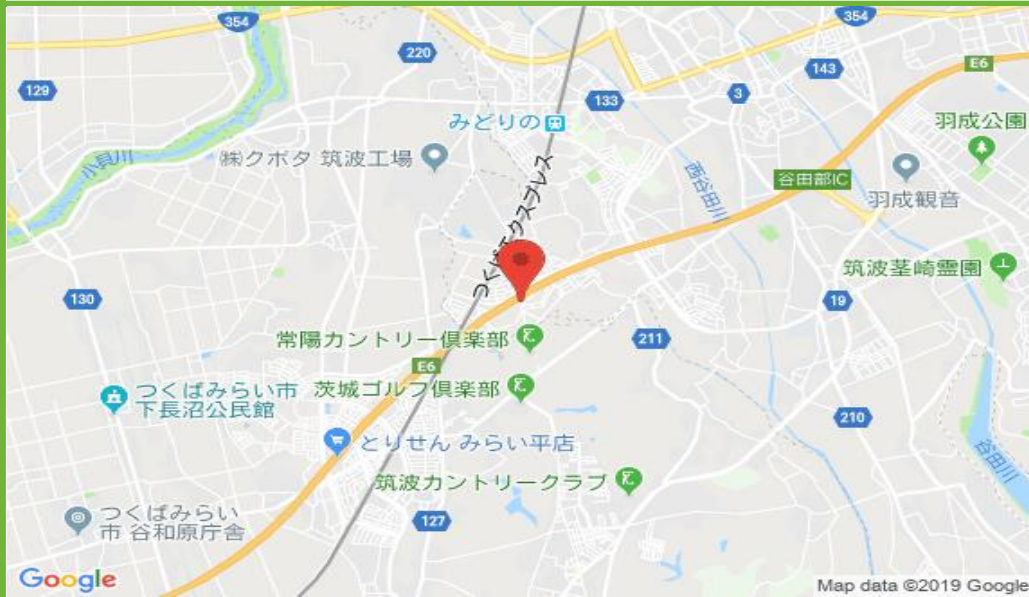 354
354
220
E6
129
143
3
133
みどりの
羽成公園
小貝川
㈱クボタ 筑波工場
西谷田川
谷田部IC
羽成観音
つくばエクスプレス
筑波茎崎霊園
130
19
常陽カントリー倶楽部
211
E6
つくばみらい市
下長沼公民館
茨城ゴルフ倶楽部
210
とりせん みらい平店
谷田川
筑波カントリークラブ
つくばみらい
市 谷和原庁舎
127
Google
Map data ©2019 Google